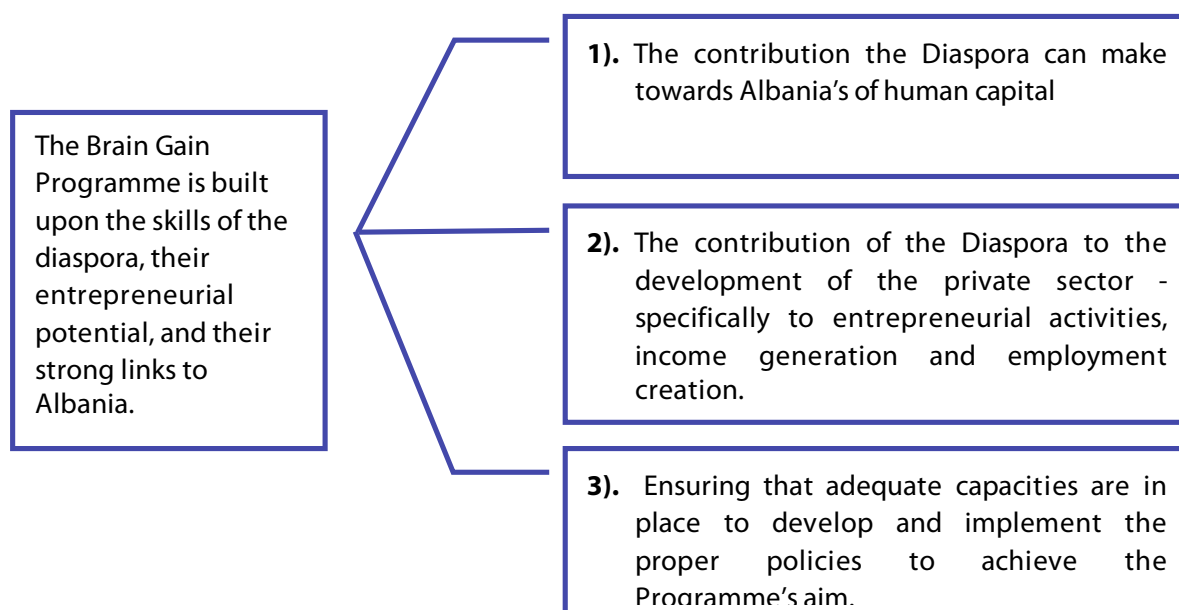 The Brain Gain
Programme is built
upon the skills of the
diaspora, their
entrepreneurial
potential, and their
strong links to
Albania.
1). The contribution the Diaspora can make
towards Albania's of human capital
2). The contribution of the Diaspora to the
development of the private sector -
specifically to entrepreneurial activities,
income generation and employment
creation.
3). Ensuring that adequate capacities are in
place to develop and implement the
proper policies to achieve the
Programme's aim.